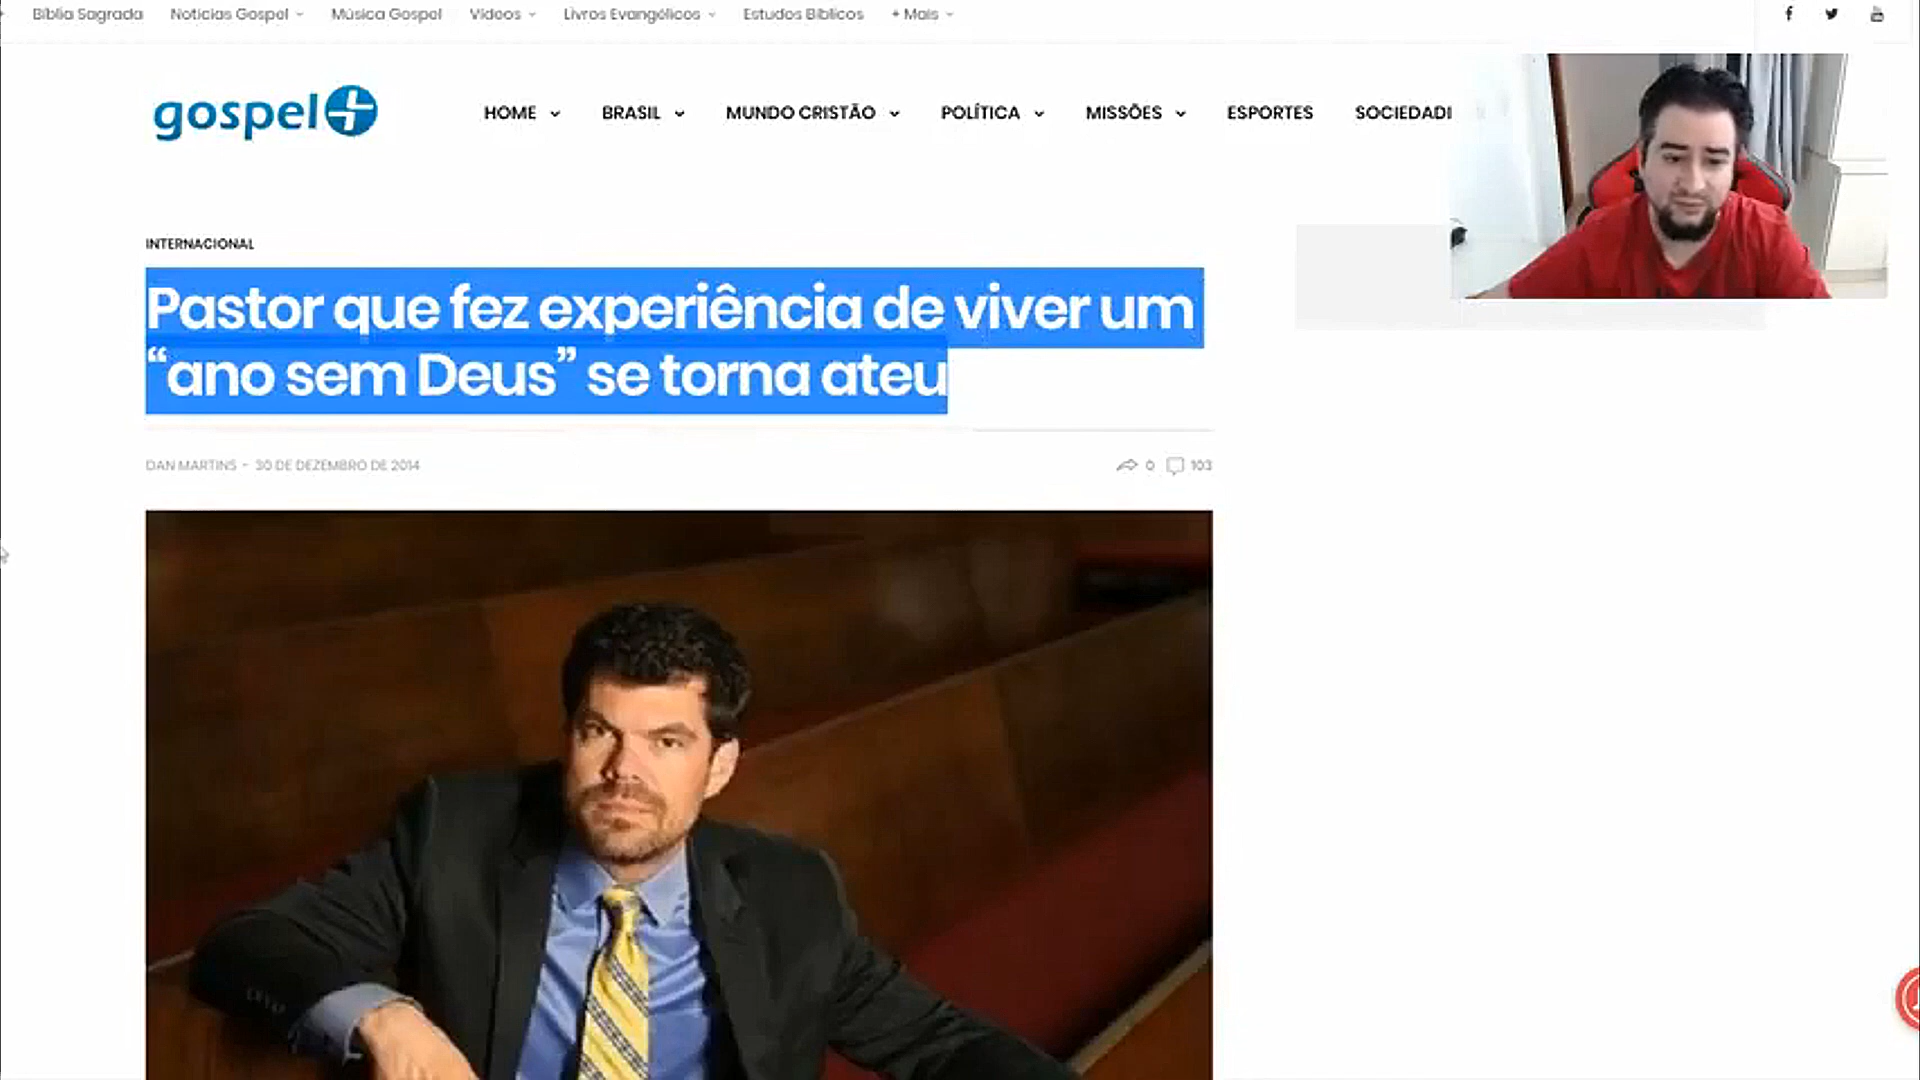 Bíblia Sagrada Notícias Gospel Música Gospel Vídeos Livros Evangélicos Estudos Bíblicos + Mais
gospel+
HOME BRASIL MUNDO CRISTÃO POLÍTICA MISSÕES ESPORTES SOCIEDAD
INTERNACIONAL
Pastor que fez experiência de viver um
“ano sem Deus” se torna ateu
DAN MARTINS - 30 DE DEZEMBRO DE 2014
0 103